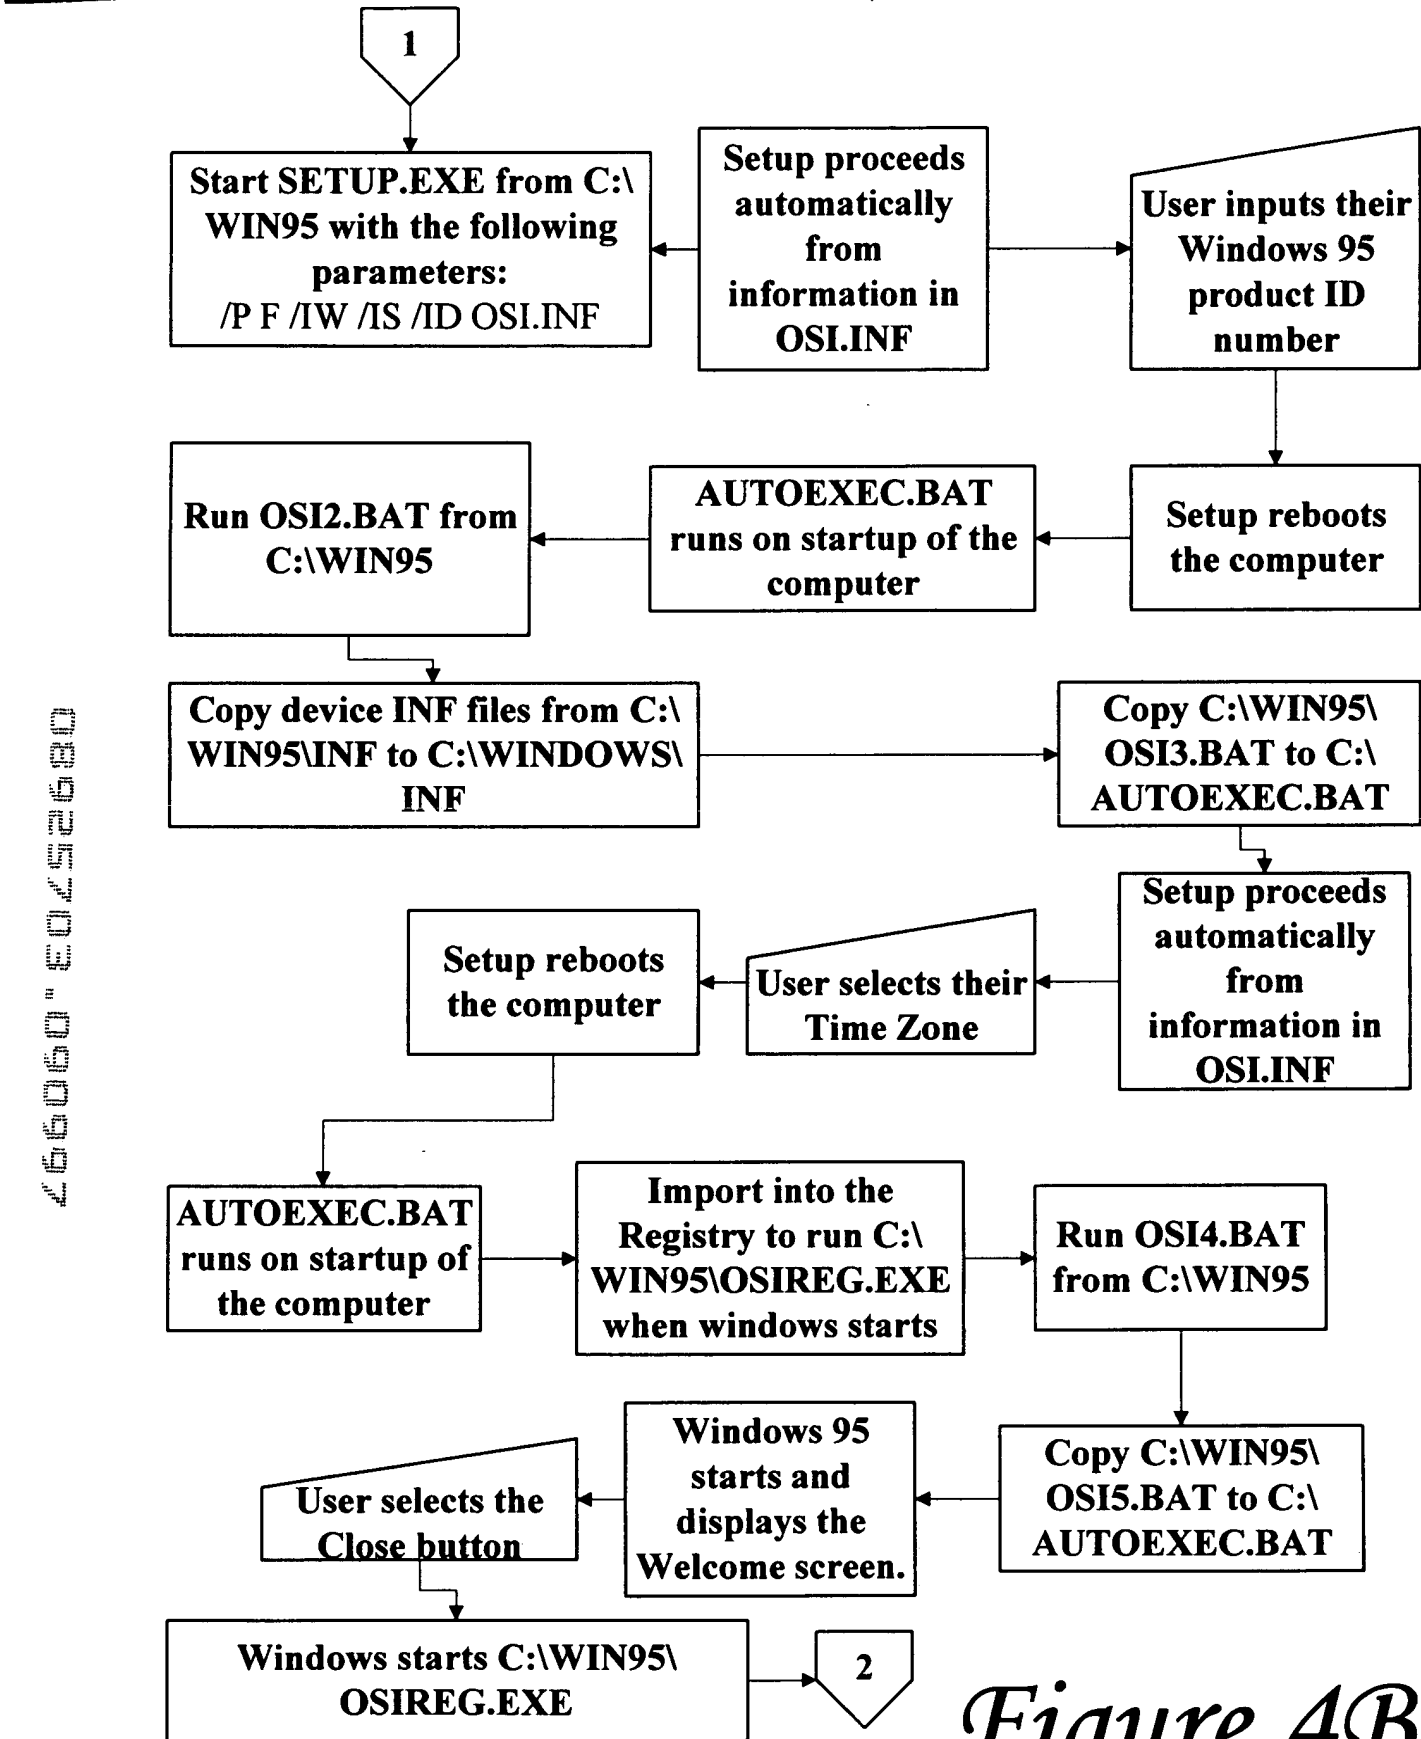 1
Start SETUP.EXE from C:\
WIN95 with the following
parameters:
/P F /IW /IS /ID OSI.INF
Setup proceeds
automatically
from
information in
OSI.INF
User inputs their
Windows 95
product ID
number
Setup reboots
the computer
AUTOEXEC.BAT
runs on startup of the
computer
Run OSI2.BAT from
C:\WIN95
Copy device INF files from C:\
WIN95\INF to C:\WINDOWS\
INF
Copy C:\WIN95\
OSI3.BAT to C:\
AUTOEXEC.BAT
Setup proceeds
automatically
from
information in
OSI.INF
User selects their
Time Zone
Setup reboots
the computer
AUTOEXEC.BAT
runs on startup of
the computer
Import into the
Registry to run C:\
WIN95\OSIREG.EXE
when windows starts
Run OSI4.BAT
from C:\WIN95
Copy C:\WIN95\
OSI5.BAT to C:\
AUTOEXEC.BAT
Windows 95
starts and
displays the
Welcome screen.
User selects the
Close button
Windows starts C:\WIN95\
OSIREG.EXE
2
Figure 4B
08925703.090997